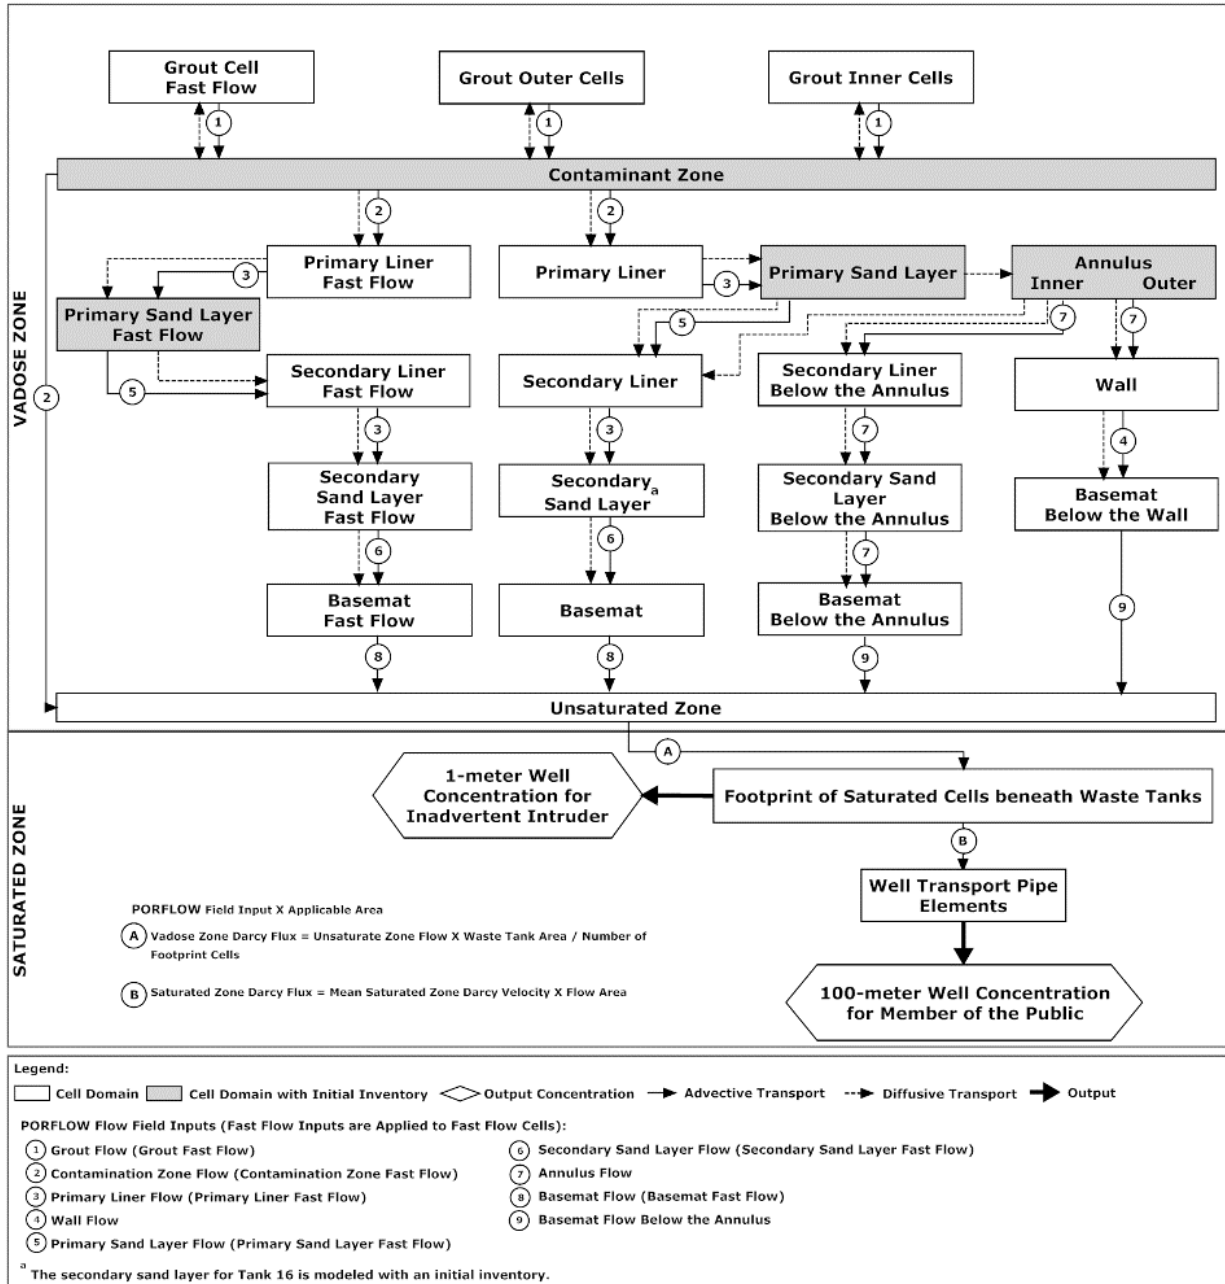 Grout Cell
Fast Flow
Grout Outer Cells
Grout Inner Cells
1
1
1
Contaminant Zone
2
2
Primary Liner
Fast Flow
Primary Liner
Primary Sand Layer
Annulus
Inner Outer
3
3
Primary Sand Layer
Fast Flow
5
7
7
Secondary Liner
Fast Flow
Secondary Liner
Secondary Liner
Below the Annulus
Wall
5
2
VADOSE ZONE
3
3
7
4
Secondary
Sand Layer
Fast Flow
Secondary a
Sand Layer
Secondary Sand
Layer
Below the Annulus
Basemat
Below the Wall
6
6
7
Basemat
Fast Flow
Basemat
Basemat
Below the Annulus
9
8
8
9
Unsaturated Zone
A
1-meter Well
Concentration for
Inadvertent Intruder
Footprint of Saturated Cells beneath Waste Tanks
B
Well Transport Pipe
Elements
SATURATED ZONE
PORFLOW Field Input X Applicable Area
A Vadose Zone Darcy Flux = Unsaturate Zone Flow X Waste Tank Area / Number of
Footprint Cells
B Saturated Zone Darcy Flux = Mean Saturated Zone Darcy Velocity X Flow Area
100-meter Well Concentration
for Member of the Public
Legend:
Cell Domain Cell Domain with Initial Inventory Output Concentration Advective Transport Diffusive Transport Output
PORFLOW Flow Field Inputs (Fast Flow Inputs are Applied to Fast Flow Cells):
1 Grout Flow (Grout Fast Flow)
2 Contamination Zone Flow (Contamination Zone Fast Flow)
3 Primary Liner Flow (Primary Liner Fast Flow)
4 Wall Flow
5 Primary Sand Layer Flow (Primary Sand Layer Fast Flow)
6 Secondary Sand Layer Flow (Secondary Sand Layer Fast Flow)
7 Annulus Flow
8 Basemat Flow (Basemat Fast Flow)
9 Basemat Flow Below the Annulus
a The secondary sand layer for Tank 16 is modeled with an initial inventory.